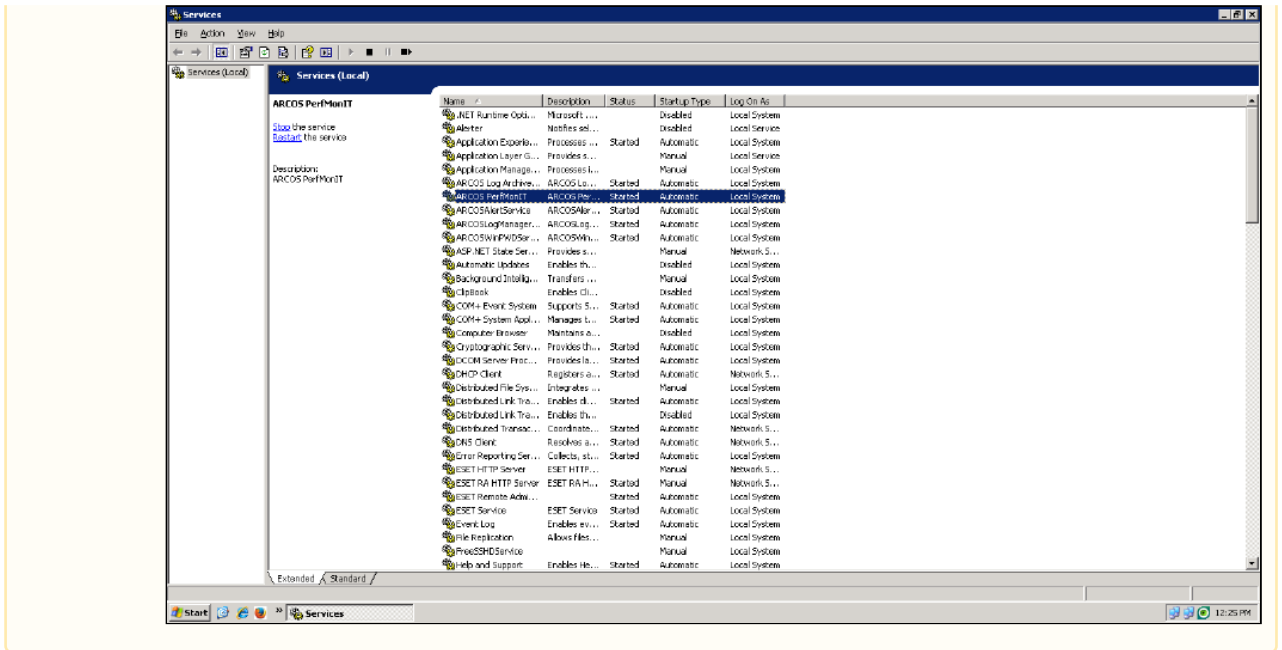 Services
File Action View Help
Services (Local)
Services (Local)
ARCOS PerfMonIT
Stop the service
Restart the service
Description:
ARCOS PerfMonIT
Name Description Status Startup Type Log On As
.NET Runtime Opti... Microsoft .... Disabled Local System
Alerter Notifies sel... Disabled Local Service
Application Experie... Processes ... Started Automatic Local System
Application Layer G... Provides s... Manual Local Service
Application Manage... Processes i... Manual Local System
ARCOS Log Archive... ARCOS Lo... Started Automatic Local System
ARCOS PerfMonIT ARCOS Per... Started Automatic Local System
ARCOSAlertService ARCOSAler... Started Automatic Local System
ARCOSLogManager... ARCOSLog... Started Automatic Local System
ARCOSWinPWDSer... ARCOSWin... Started Automatic Local System
ASP.NET State Ser... Provides s... Manual Network S...
Automatic Updates Enables th... Disabled Local System
Background Intellig... Transfers ... Manual Local System
ClipBook Enables Cli... Disabled Local System
COM+ Event System Supports S... Started Automatic Local System
COM+ System Appl... Manages t... Started Automatic Local System
Computer Browser Maintains a... Disabled Local System
Cryptographic Serv... Provides th... Started Automatic Local System
DCOM Server Proc... Provides la... Started Automatic Local System
DHCP Client Registers a... Started Automatic Network S...
Distributed File Sys... Integrates ... Manual Local System
Distributed Link Tra... Enables cli... Started Automatic Local System
Distributed Link Tra... Enables th... Disabled Local System
Distributed Transac... Coordinate... Started Automatic Network S...
DNS Client Resolves a... Started Automatic Network S...
Error Reporting Ser... Collects, st... Started Automatic Local System
ESET HTTP Server ESET HTTP... Manual Network S...
ESET RA HTTP Server ESET RA H... Started Manual Network S...
ESET Remote Admi... Started Automatic Local System
ESET Service ESET Service Started Automatic Local System
Event Log Enables ev... Started Automatic Local System
File Replication Allows files... Manual Local System
FreeSSHDService Manual Local System
Help and Support Enables He... Started Automatic Local System
Extended Standard
Start Services 12:25 PM